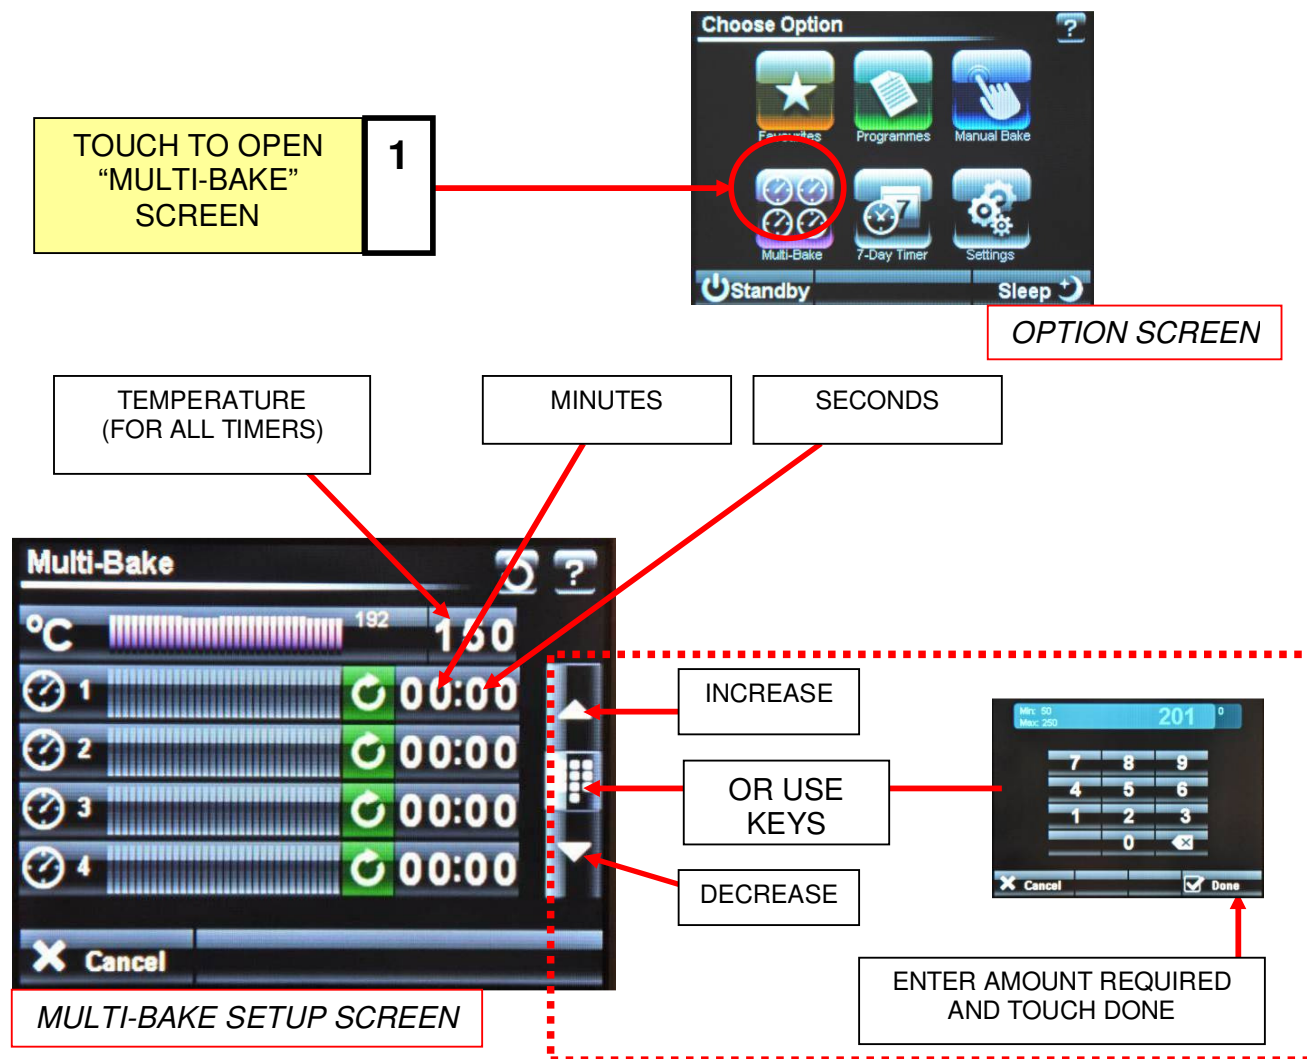 Choose Option
?
TOUCH TO OPEN
“MULTI-BAKE”
SCREEN
1
Favourites
Programmes
Manual Bake
7
Multi-Bake
7-Day Timer
Settings
Standby
Sleep
OPTION SCREEN
TEMPERATURE
(FOR ALL TIMERS)
MINUTES
SECONDS
Multi-Bake
?
°C
192
1
00:00
2
00:00
3
00:00
4
00:00
Cancel
MULTI-BAKE SETUP SCREEN
INCREASE
OR USE
KEYS
DECREASE
Min: 50
Max: 250
201
0
7 8 9
4 5 6
1 2 3
0
Cancel
Done
ENTER AMOUNT REQUIRED
AND TOUCH DONE